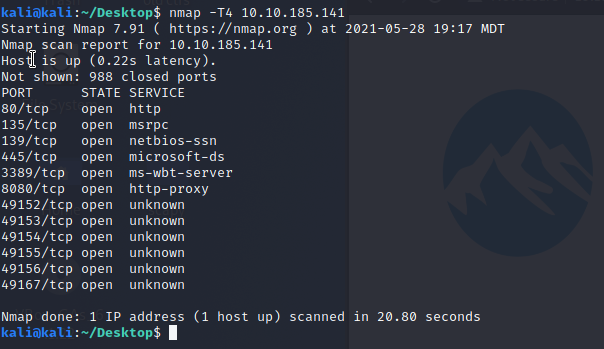 kali@kali:~/Desktop$ nmap -T4 10.10.185.141
Starting Nmap 7.91 ( https://nmap.org ) at 2021-05-28 19:17 MDT
Nmap scan report for 10.10.185.141
Host is up (0.22s latency).
Not shown: 988 closed ports
PORT      STATE SERVICE
80/tcp    open  http
135/tcp   open  msrpc
139/tcp   open  netbios-ssn
445/tcp   open  microsoft-ds
3389/tcp  open  ms-wbt-server
8080/tcp  open  http-proxy
49152/tcp open  unknown
49153/tcp open  unknown
49154/tcp open  unknown
49155/tcp open  unknown
49156/tcp open  unknown
49167/tcp open  unknown

Nmap done: 1 IP address (1 host up) scanned in 20.80 seconds
kali@kali:~/Desktop$